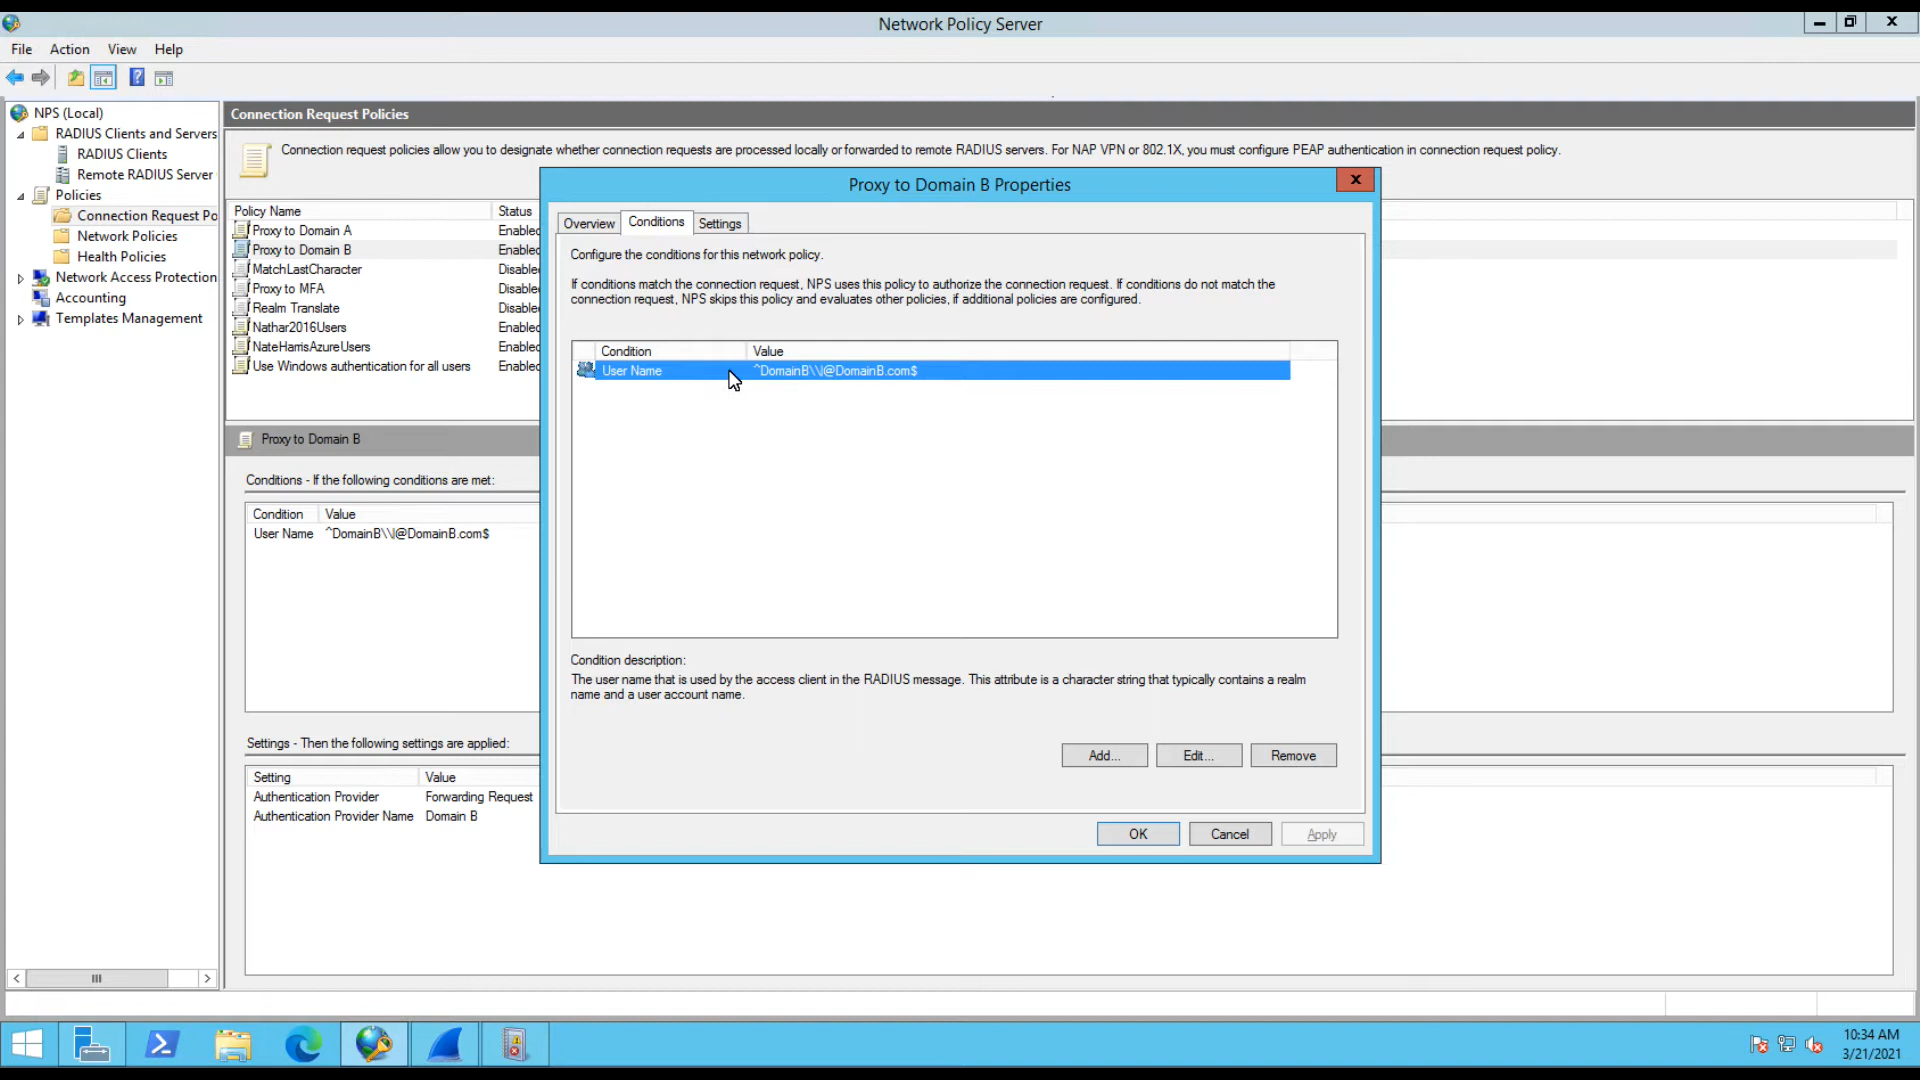 Network Policy Server
File Action View Help
NPS (Local)
RADIUS Clients and Servers
RADIUS Clients
Remote RADIUS Server
Policies
Connection Request Po
Network Policies
Health Policies
Network Access Protection
Accounting
Templates Management
Connection Request Policies
Connection request policies allow you to designate whether connection requests are processed locally or forwarded to remote RADIUS servers. For NAP VPN or 802.1X, you must configure PEAP authentication in connection request policy.
Policy Name Status
Proxy to Domain A Enabled
Proxy to Domain B Enabled
MatchLastCharacter Disable
Proxy to MFA Disable
Realm Translate Disable
Nathar2016Users Enabled
NateHarrisAzureUsers Enabled
Use Windows authentication for all users Enabled
Proxy to Domain B
Conditions - If the following conditions are met:
Condition Value
User Name ^DomainB\\|@DomainB.com$
Settings - Then the following settings are applied:
Setting Value
Authentication Provider Forwarding Request
Authentication Provider Name Domain B
Proxy to Domain B Properties
Overview Conditions Settings
Configure the conditions for this network policy.
If conditions match the connection request, NPS uses this policy to authorize the connection request. If conditions do not match the
connection request, NPS skips this policy and evaluates other policies, if additional policies are configured.
Condition Value
User Name ^DomainB\\|@DomainB.com$
Condition description:
The user name that is used by the access client in the RADIUS message. This attribute is a character string that typically contains a realm
name and a user account name.
Add... Edit... Remove
OK Cancel Apply
10:34 AM
3/21/2021